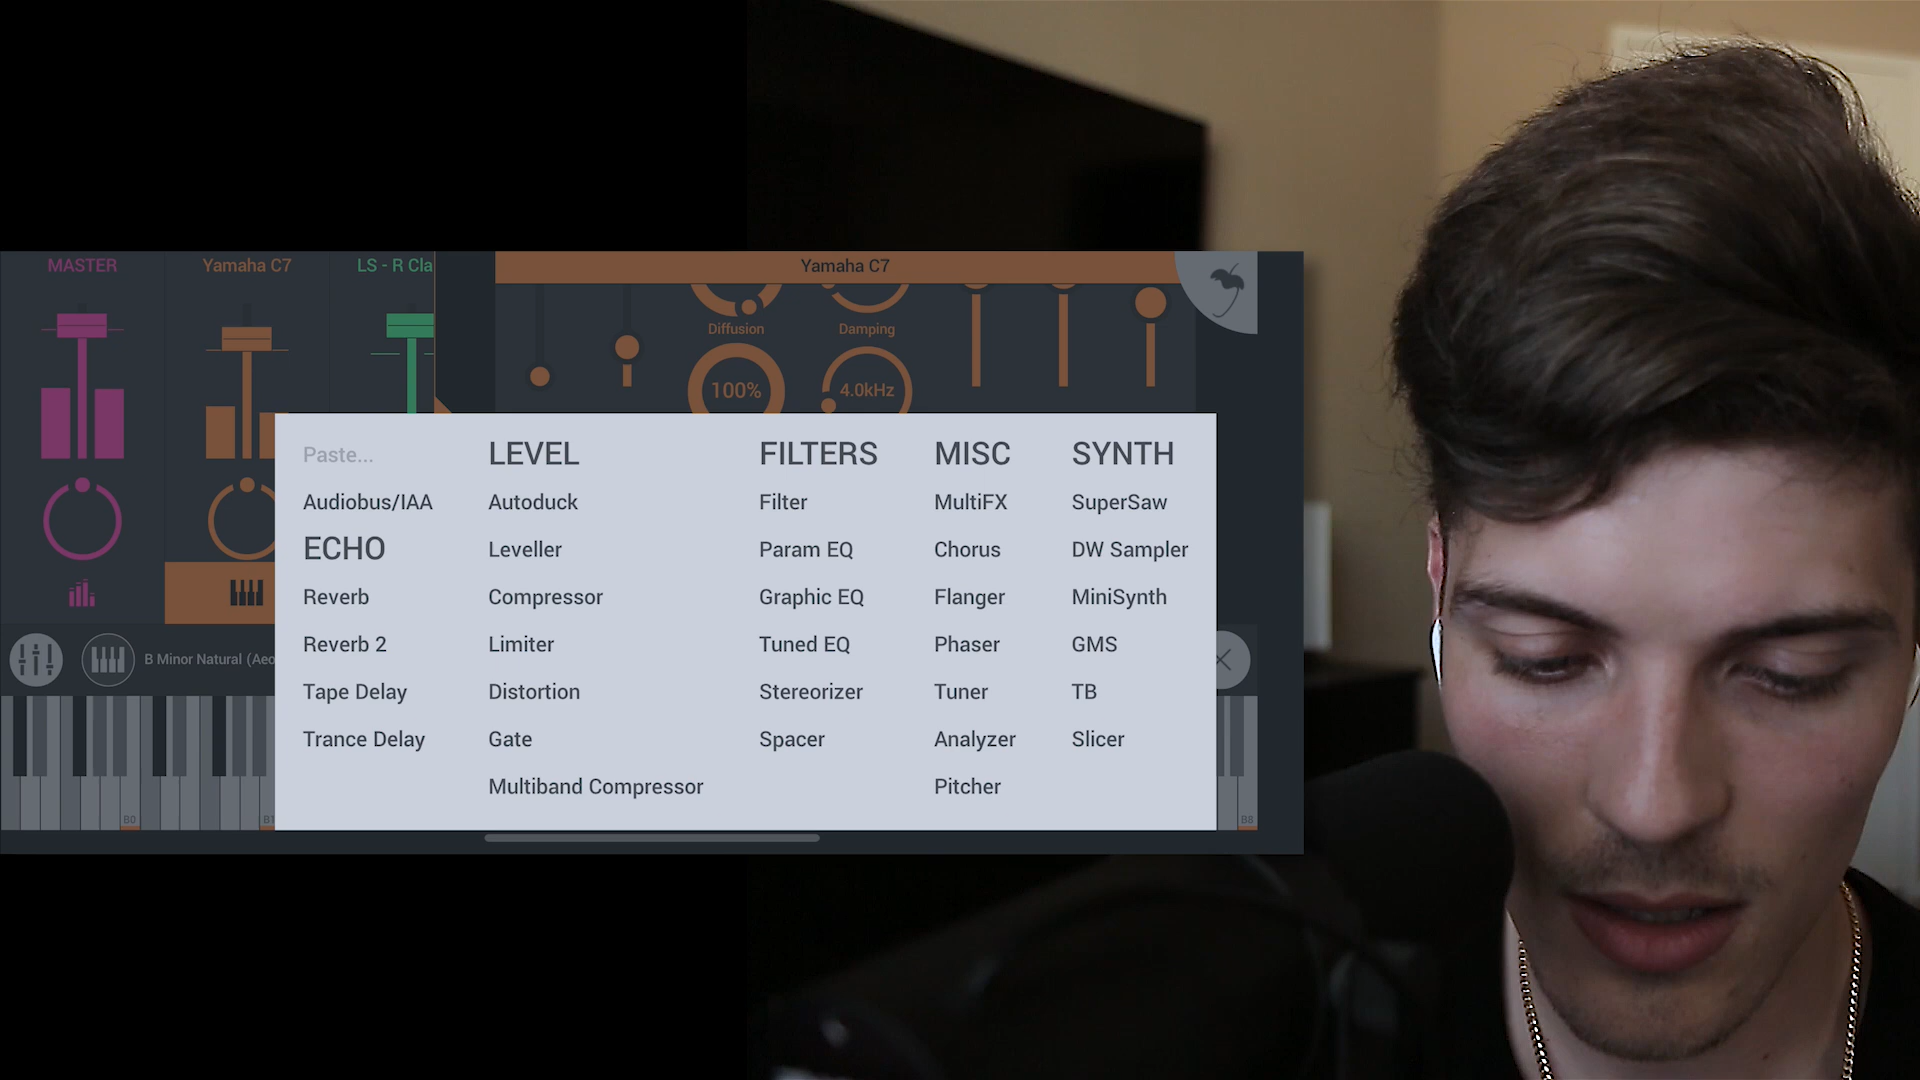 MASTER
Yamaha C7
LS - R Cla
Yamaha C7
Diffusion
Damping
100%
4.0kHz
Paste...
Audiobus/IAA
ECHO
Reverb
Reverb 2
Tape Delay
Trance Delay
LEVEL
Autoduck
Leveller
Compressor
Limiter
Distortion
Gate
Multiband Compressor
FILTERS
Filter
Param EQ
Graphic EQ
Tuned EQ
Stereorizer
Spacer
MISC
MultiFX
Chorus
Flanger
Phaser
Tuner
Analyzer
Pitcher
SYNTH
SuperSaw
DW Sampler
MiniSynth
GMS
TB
Slicer
B Minor Natural (Aeo
B0
B1
B8